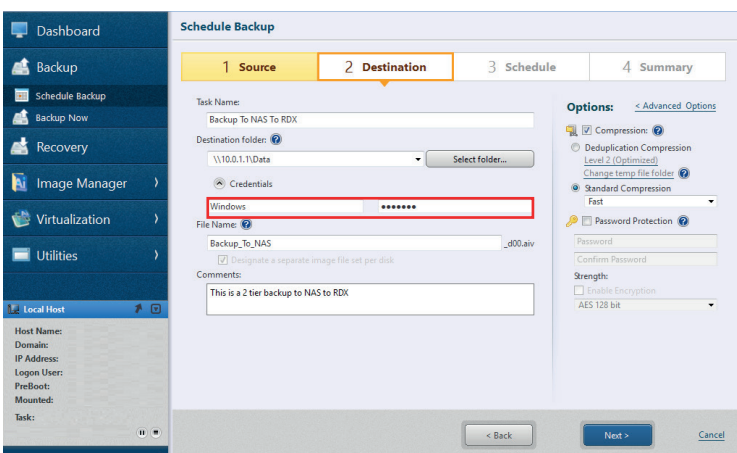 Dashboard
Backup
Schedule Backup
Backup Now
Recovery
Image Manager
Virtualization
Utilities
Local Host
Host Name:
Domain:
IP Address:
Logon User:
PreBoot:
Mounted:
Task:
Schedule Backup
1 Source
2 Destination
3 Schedule
4 Summary
Task Name:
Backup To NAS To RDX
Destination folder: ?
\\10.0.1.1\Data
Select folder...
Credentials
Windows •••••••
File Name: ?
Backup_To_NAS _d00.aiv
Designate a separate image file set per disk
Comments:
This is a 2 tier backup to NAS to RDX
Options: < Advanced Options
Compression: ?
Deduplication Compression
Level 2 (Optimized)
Change temp file folder ?
Standard Compression
Fast
Password Protection ?
Password
Confirm Password
Strength:
Enable Encryption:
AES 128 bit
< Back
Next >
Cancel